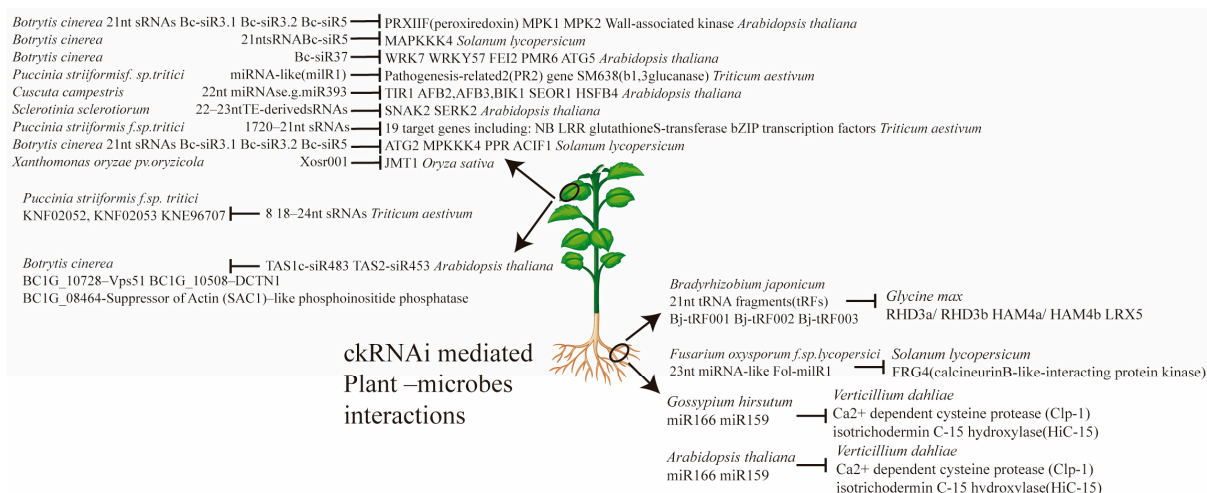 Botrytis cinerea 21nt sRNAs Bc-siR3.1 Bc-siR3.2 Bc-siR5 PRXIIF(peroxiredoxin) MPK1 MPK2 Wall-associated kinase Arabidopsis thaliana
Botrytis cinerea 21ntsRNABc-siR5 MAPKKK4 Solanum lycopersicum
Botrytis cinerea Bc-siR37 WRK7 WRKY57 FEI2 PMR6 ATG5 Arabidopsis thaliana
Puccinia striiformisf. sp.tritici miRNA-like(milR1) Pathogenesis-related2(PR2) gene SM638(b1,3glucanase) Triticum aestivum
Cuscuta campestris 22nt miRNAse.g.miR393 TIR1 AFB2,AFB3,BIK1 SEOR1 HSFB4 Arabidopsis thaliana
Sclerotinia sclerotiorum 22–23ntTE-derivedsRNAs SNAK2 SERK2 Arabidopsis thaliana
Puccinia striiformis f.sp.tritici 1720–21nt sRNAs 19 target genes including: NB LRR glutathioneS-transferase bZIP transcription factors Triticum aestivum
Botrytis cinerea 21nt sRNAs Bc-siR3.1 Bc-siR3.2 Bc-siR5 ATG2 MPKKK4 PPR ACIF1 Solanum lycopersicum
Xanthomonas oryzae pv.oryzicola Xosr001 JMT1 Oryza sativa
Puccinia striiformis f.sp. tritici
KNF02052, KNF02053 KNE96707 8 18–24nt sRNAs Triticum aestivum
Botrytis cinerea TAS1c-siR483 TAS2-siR453 Arabidopsis thaliana
BC1G_10728–Vps51 BC1G_10508–DCTN1
BC1G_08464-Suppressor of Actin (SAC1)–like phosphoinositide phosphatase
ckRNAi mediated
Plant –microbes
interactions
Bradyrhizobium japonicum
21nt tRNA fragments(tRFs)
Bj-tRF001 Bj-tRF002 Bj-tRF003
Glycine max
RHD3a/ RHD3b HAM4a/ HAM4b LRX5
Fusarium oxysporum f.sp.lycopersici
23nt miRNA-like Fol-milR1
Solanum lycopersicum
FRG4(calcineurinB-like-interacting protein kinase)
Gossypium hirsutum
miR166 miR159
Verticillium dahliae
Ca2+ dependent cysteine protease (Clp-1)
isotrichodermin C-15 hydroxylase(HiC-15)
Arabidopsis thaliana
miR166 miR159
Verticillium dahliae
Ca2+ dependent cysteine protease (Clp-1)
isotrichodermin C-15 hydroxylase(HiC-15)